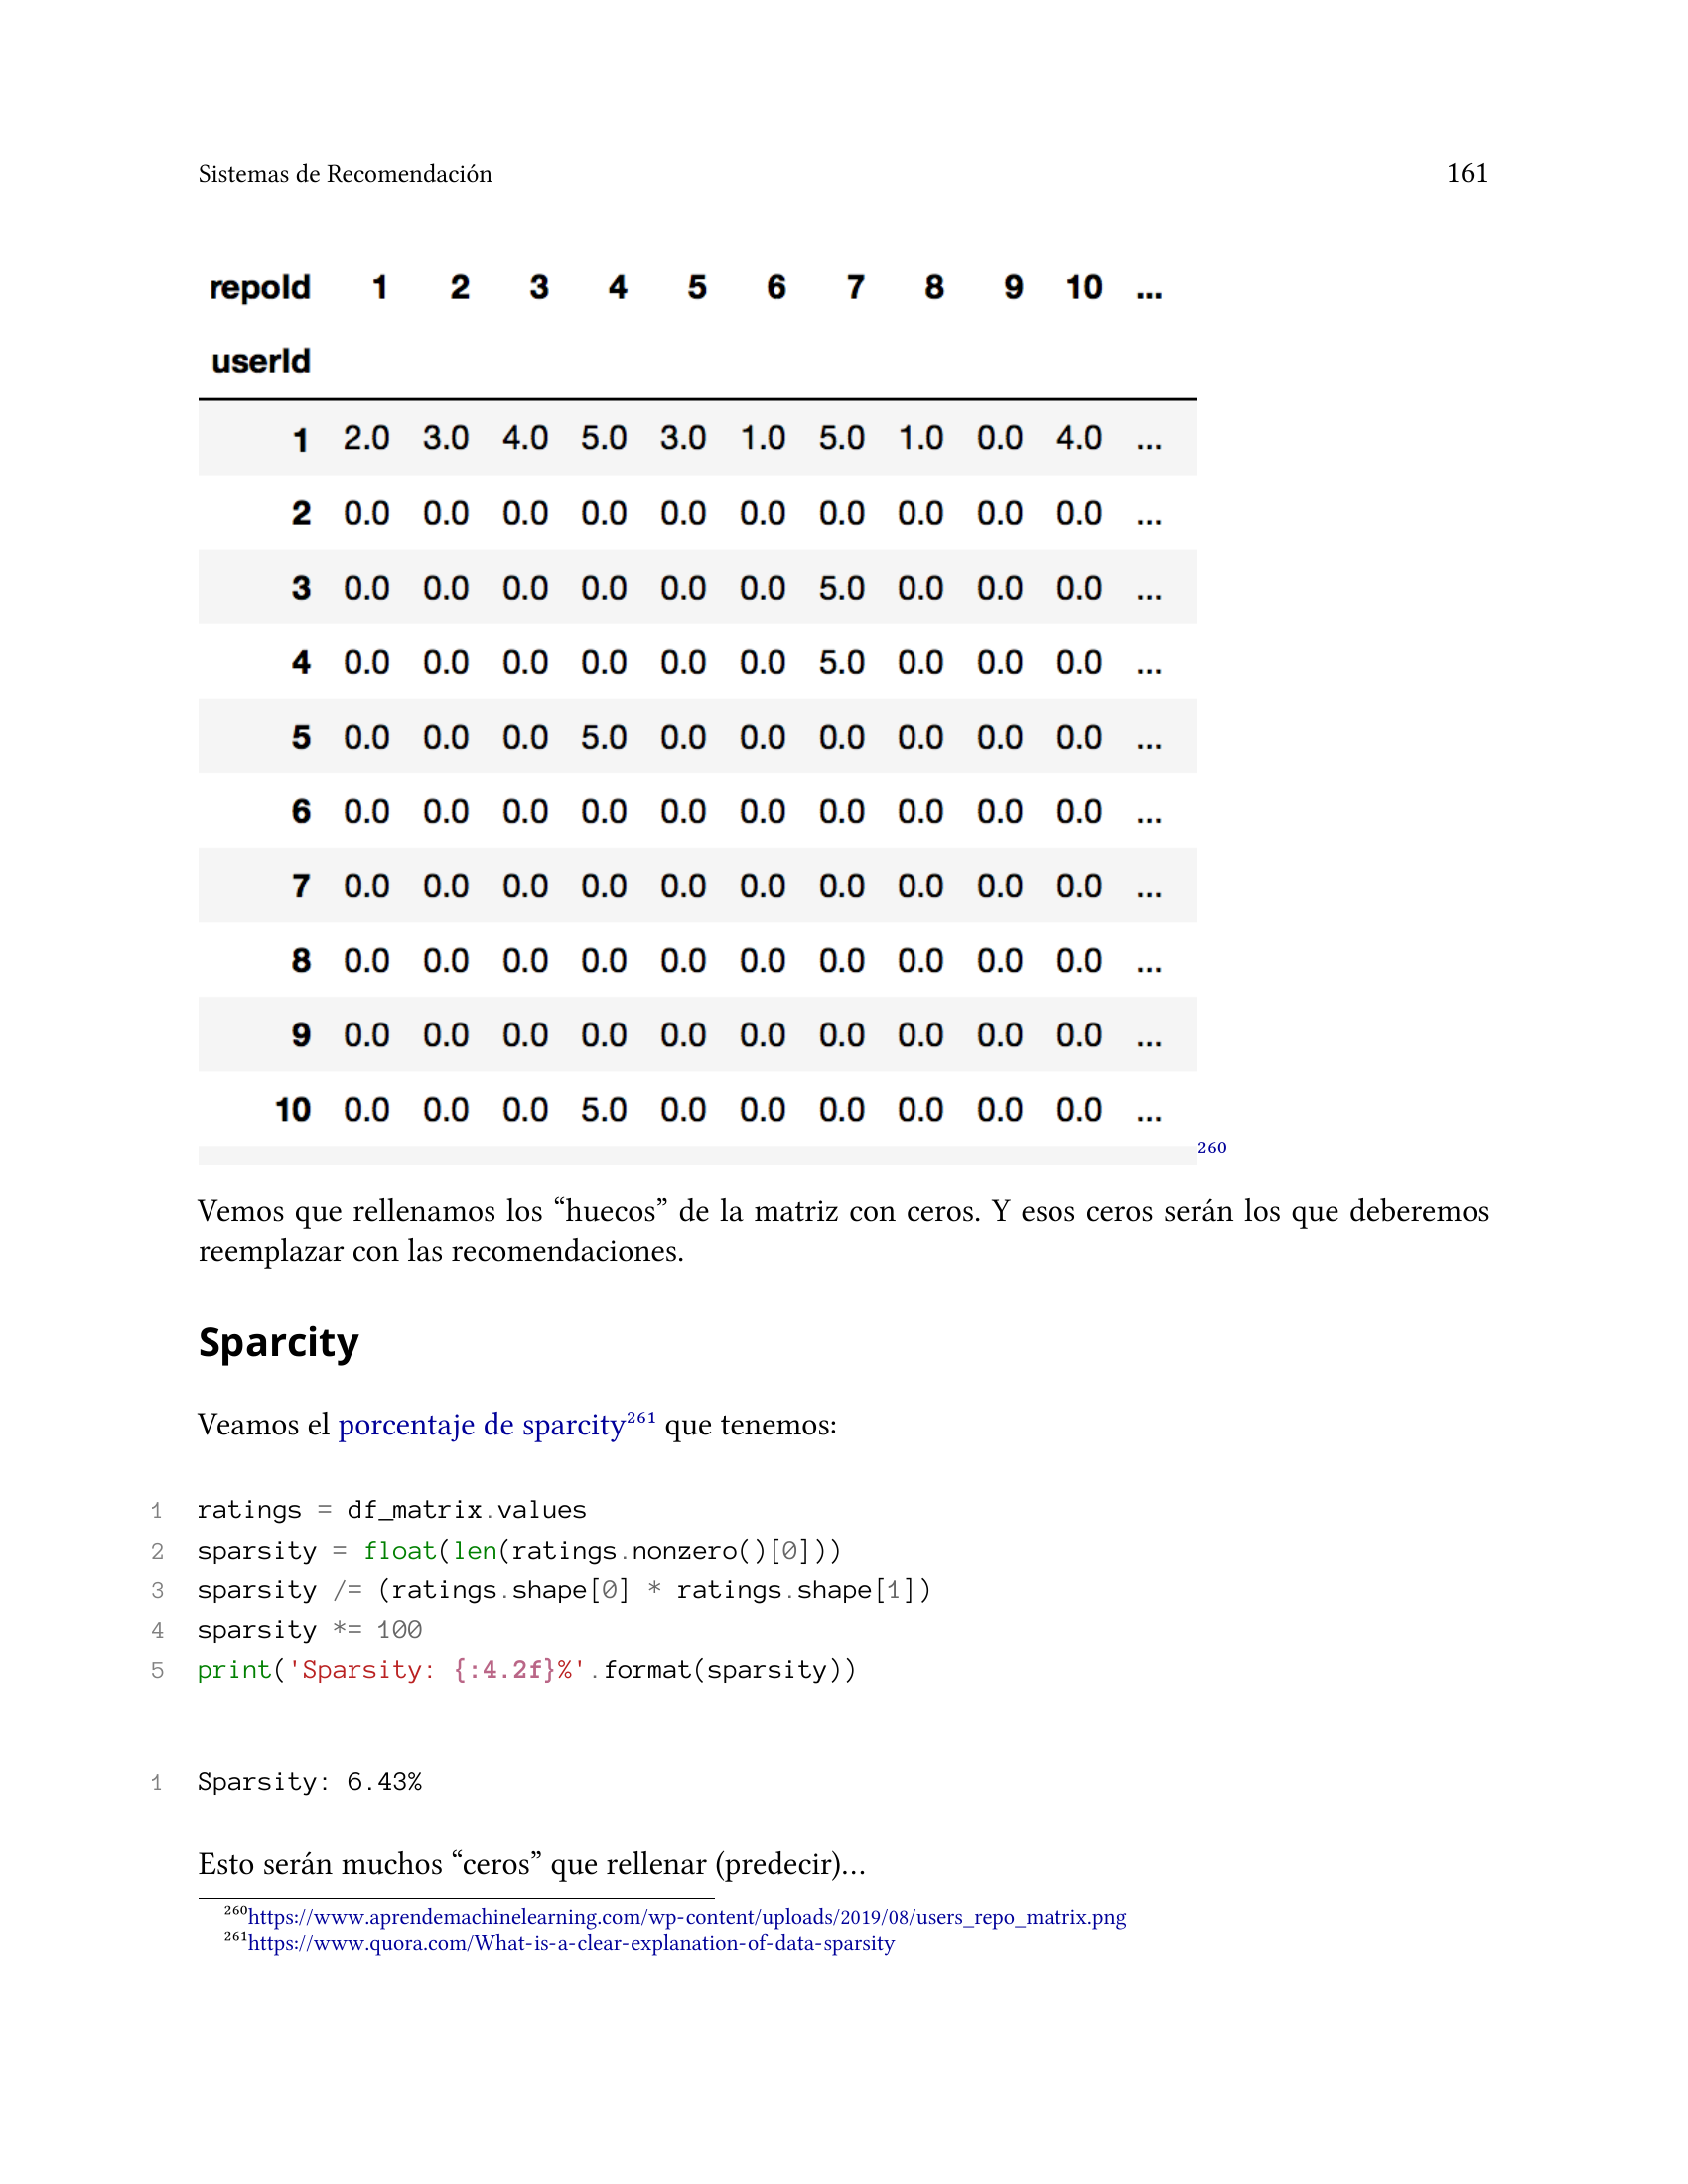 Sistemas de Recomendación 161
repoId 1 2 3 4 5 6 7 8 9 10 ...
userId
1 2.0 3.0 4.0 5.0 3.0 1.0 5.0 1.0 0.0 4.0 ...
2 0.0 0.0 0.0 0.0 0.0 0.0 0.0 0.0 0.0 0.0 ...
3 0.0 0.0 0.0 0.0 0.0 0.0 5.0 0.0 0.0 0.0 ...
4 0.0 0.0 0.0 0.0 0.0 0.0 5.0 0.0 0.0 0.0 ...
5 0.0 0.0 0.0 5.0 0.0 0.0 0.0 0.0 0.0 0.0 ...
6 0.0 0.0 0.0 0.0 0.0 0.0 0.0 0.0 0.0 0.0 ...
7 0.0 0.0 0.0 0.0 0.0 0.0 0.0 0.0 0.0 0.0 ...
8 0.0 0.0 0.0 0.0 0.0 0.0 0.0 0.0 0.0 0.0 ...
9 0.0 0.0 0.0 0.0 0.0 0.0 0.0 0.0 0.0 0.0 ...
10 0.0 0.0 0.0 5.0 0.0 0.0 0.0 0.0 0.0 0.0 ...
260
Vemos que rellenamos los “huecos” de la matriz con ceros. Y esos ceros serán los que deberemos
reemplazar con las recomendaciones.
Sparcity
Veamos el porcentaje de sparcity²⁶¹ que tenemos:
1 ratings = df_matrix.values
2 sparsity = float(len(ratings.nonzero()[0]))
3 sparsity /= (ratings.shape[0] * ratings.shape[1])
4 sparsity *= 100
5 print('Sparsity: {:4.2f}%'.format(sparsity))
1 Sparsity: 6.43%
Esto serán muchos “ceros” que rellenar (predecir)…
²⁶⁰https://www.aprendemachinelearning.com/wp-content/uploads/2019/08/users_repo_matrix.png
²⁶¹https://www.quora.com/What-is-a-clear-explanation-of-data-sparsity